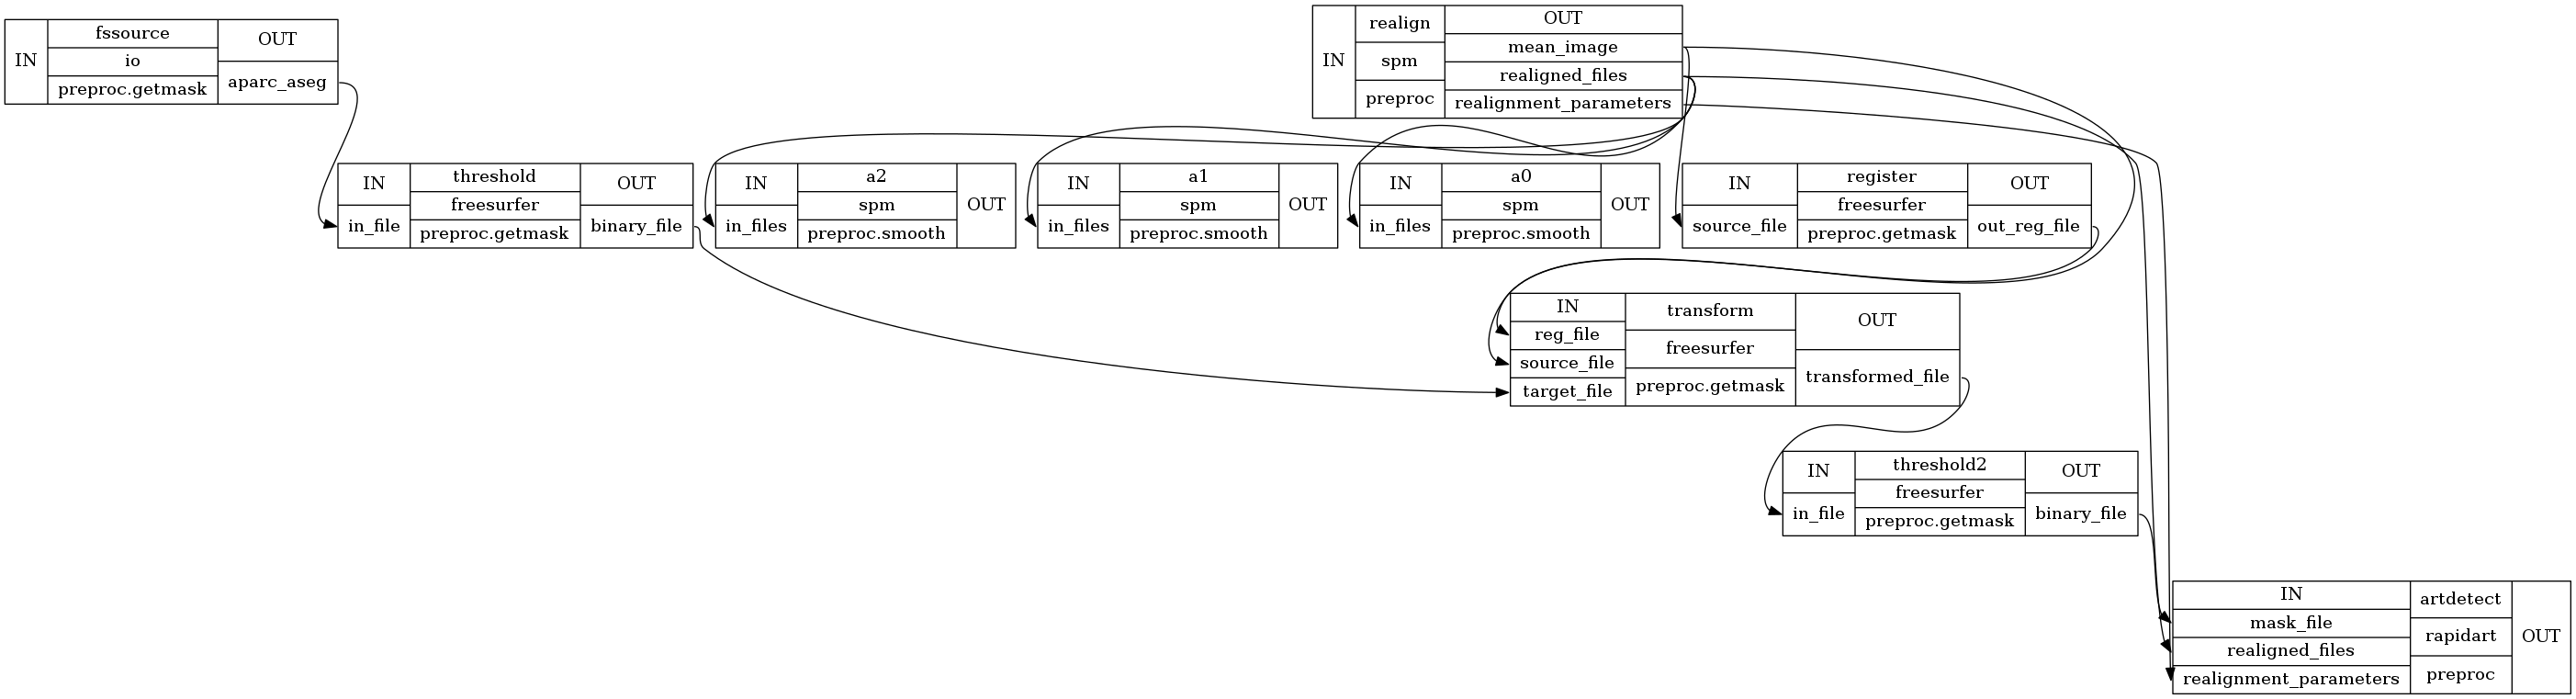 IN
fssource
io
preproc.getmask
OUT
aparc_aseg
IN
realign
spm
preproc
OUT
mean_image
realigned_files
realignment_parameters
IN
in_file
threshold
freesurfer
preproc.getmask
OUT
binary_file
IN
in_files
a2
spm
preproc.smooth
OUT
IN
in_files
a1
spm
preproc.smooth
OUT
IN
in_files
a0
spm
preproc.smooth
OUT
IN
source_file
register
freesurfer
preproc.getmask
OUT
out_reg_file
IN
reg_file
source_file
target_file
transform
freesurfer
preproc.getmask
OUT
transformed_file
IN
in_file
threshold2
freesurfer
preproc.getmask
OUT
binary_file
IN
mask_file
realigned_files
realignment_parameters
artdetect
rapidart
preproc
OUT